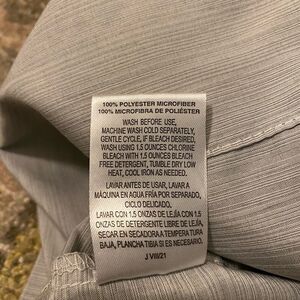 100% POLYESTER MICROFIBER
100% MICROFIBRA DE POLIÉSTER
WASH BEFORE USE,
MACHINE WASH COLD SEPARATELY,
GENTLE CYCLE, IF BLEACH DESIRED,
WASH USING 1.5 OUNCES CHLORINE
BLEACH WITH 1.5 OUNCES BLEACH
FREE DETERGENT, TUMBLE DRY LOW
HEAT, COOL IRON AS NEEDED.
LAVAR ANTES DE USAR, LAVAR A
MÁQUINA EN AGUA FRÍA POR SEPARADO,
CICLO DELICADO,
LAVAR CON 1.5 ONZAS DE LEJÍA CON 1.5
ONZAS DE DETERGENTE LIBRE DE LEJÍA,
SECAR EN SECADORA A TEMPERATURA
BAJA, PLANCHA TIBIA SI ES NECESARIO.
J VIII/21